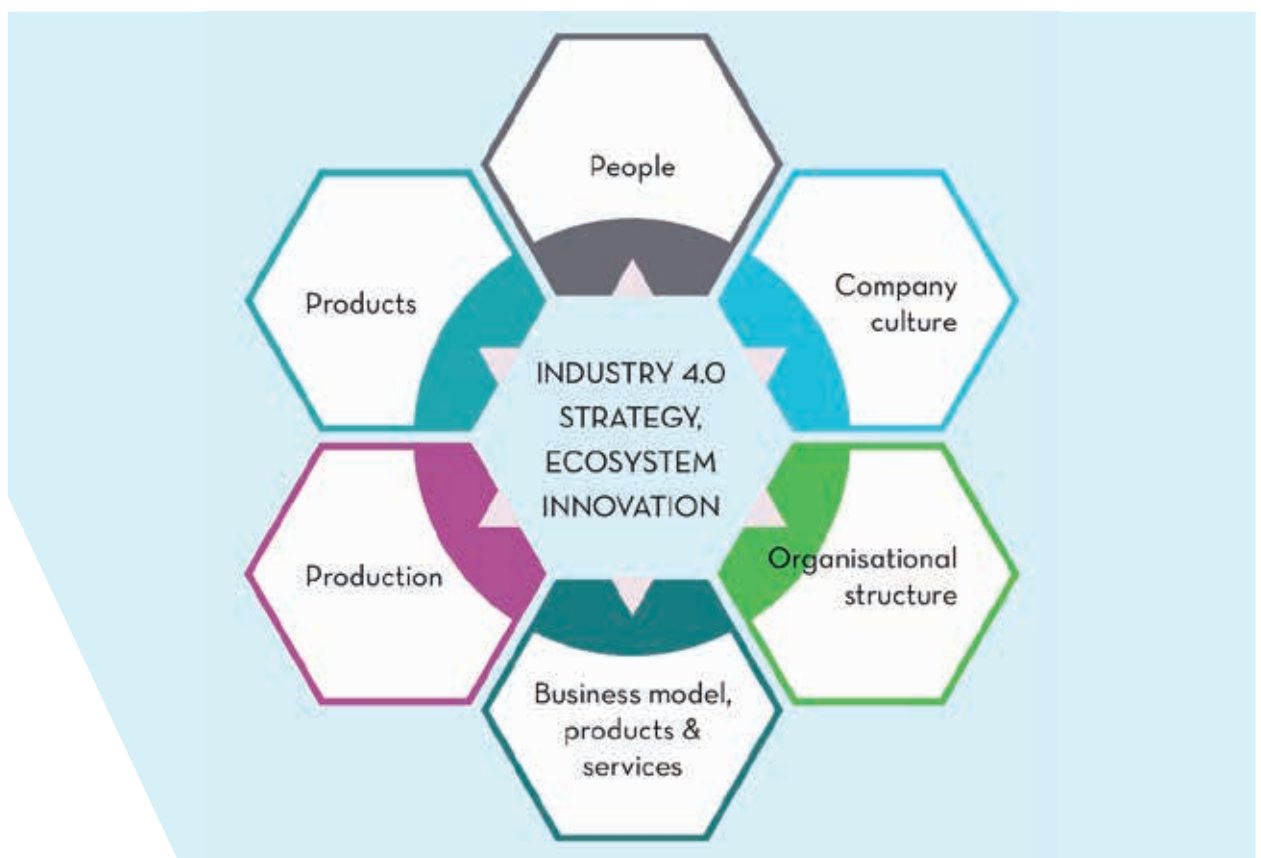 People
Products
Company
culture
INDUSTRY 4.0
STRATEGY,
ECOSYSTEM
INNOVATION
Production
Organisational
structure
Business model,
products &
services